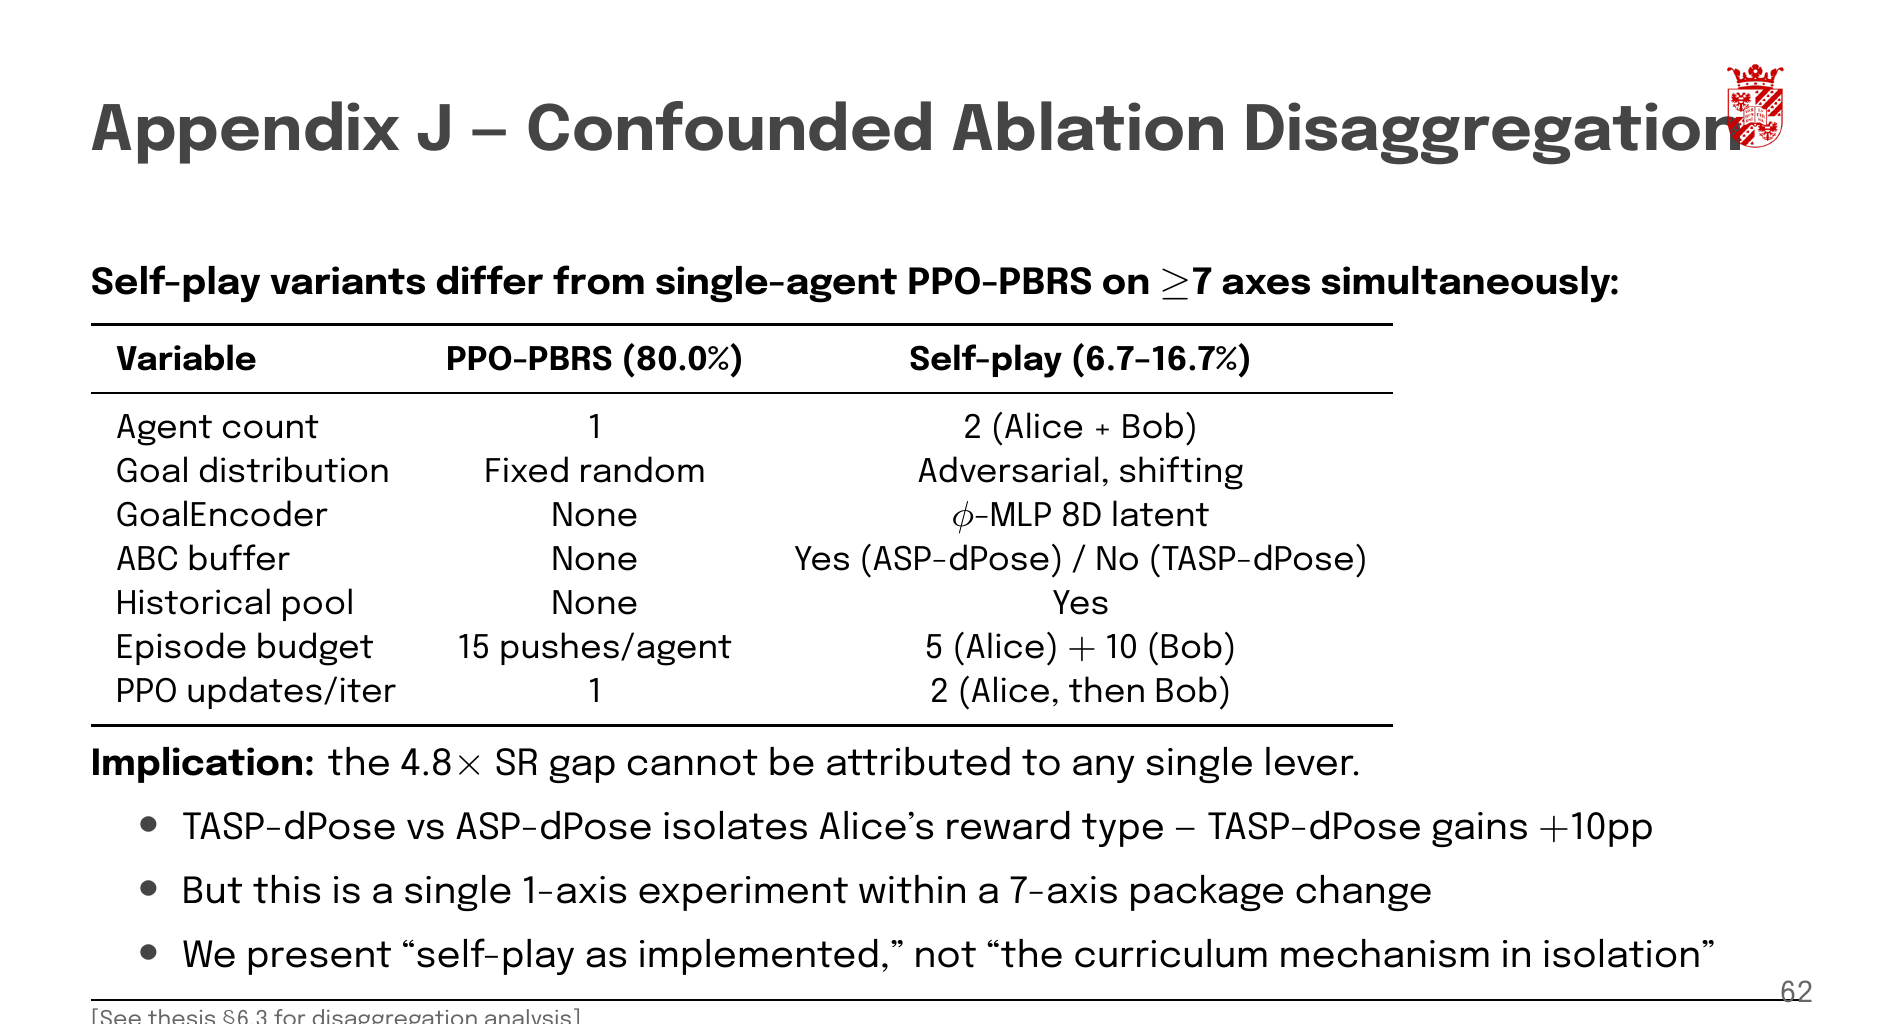 Appendix J – Confounded Ablation Disaggregation
Self-play variants differ from single-agent PPO-PBRS on ≥7 axes simultaneously:
Variable PPO-PBRS (80.0%) Self-play (6.7–16.7%)
Agent count 1 2 (Alice + Bob)
Goal distribution Fixed random Adversarial, shifting
GoalEncoder None ϕ-MLP 8D latent
ABC buffer None Yes (ASP-dPose) / No (TASP-dPose)
Historical pool None Yes
Episode budget 15 pushes/agent 5 (Alice) + 10 (Bob)
PPO updates/iter 1 2 (Alice, then Bob)
Implication: the 4.8× SR gap cannot be attributed to any single lever.
• TASP-dPose vs ASP-dPose isolates Alice’s reward type – TASP-dPose gains +10pp
• But this is a single 1-axis experiment within a 7-axis package change
• We present “self-play as implemented,” not “the curriculum mechanism in isolation”
62
[See thesis §6.3 for disaggregation analysis]